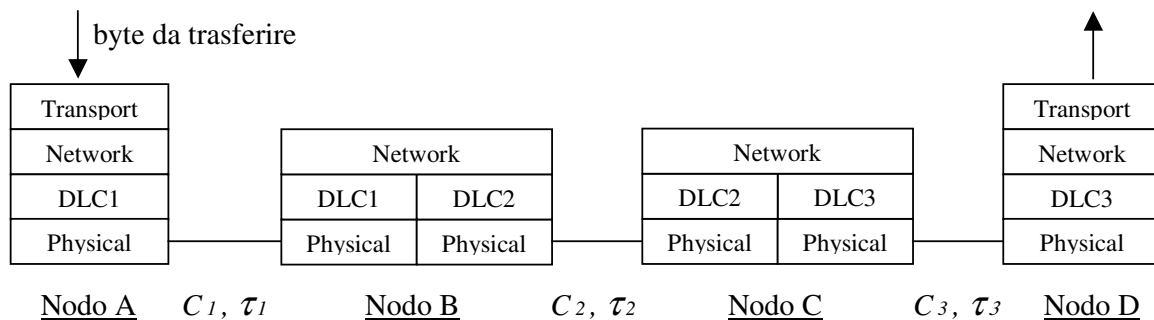 byte da trasferire
Transport Transport
Network Network Network Network
DLC1 DLC1 DLC2 DLC2 DLC3 DLC3
Physical Physical Physical Physical Physical Physical
Nodo A C1, τ1 Nodo B C2, τ2 Nodo C C3, τ3 Nodo D